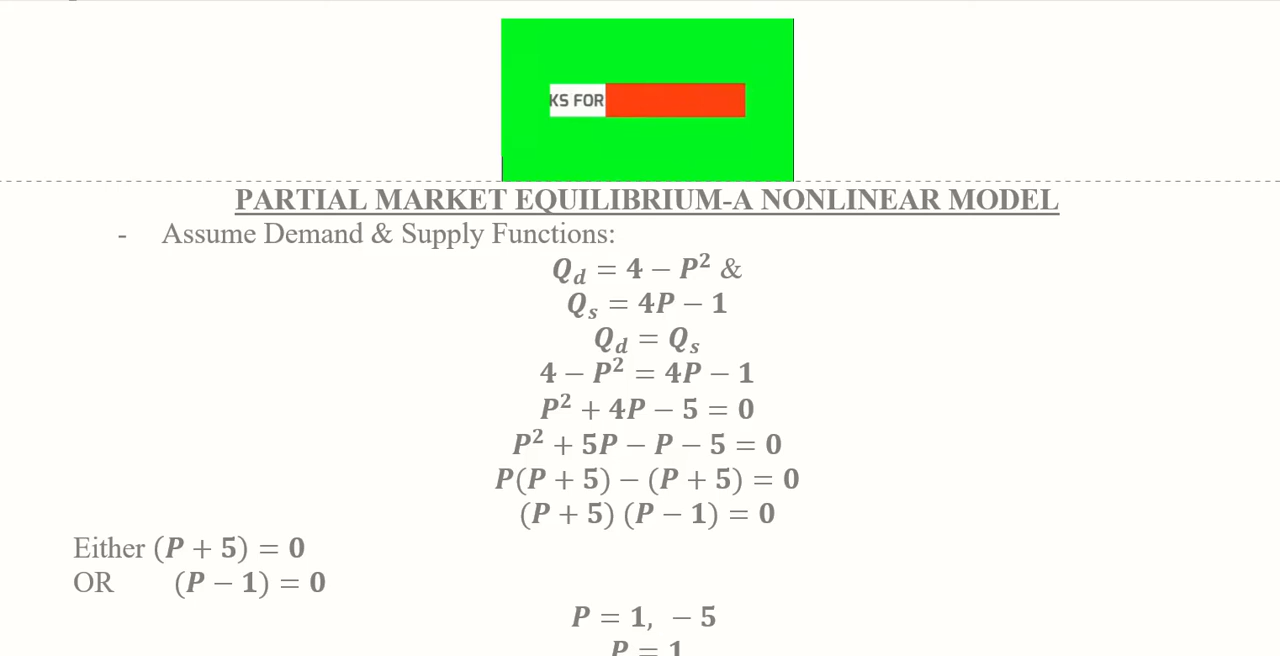 KS FOR
PARTIAL MARKET EQUILIBRIUM-A NONLINEAR MODEL
- Assume Demand & Supply Functions:
Q_d = 4 − P² &
Q_s = 4P − 1
Q_d = Q_s
4 − P² = 4P − 1
P² + 4P − 5 = 0
P² + 5P − P − 5 = 0
P(P + 5) − (P + 5) = 0
(P + 5) (P − 1) = 0
Either (P + 5) = 0
OR (P − 1) = 0
P = 1, − 5
P = 1